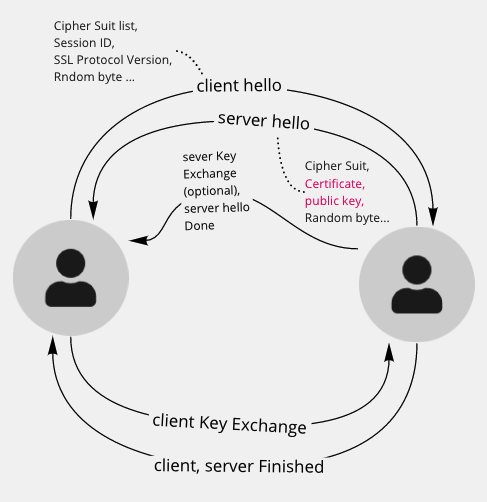 Cipher Suit list,
Session ID,
SSL Protocol Version,
Rndom byte ...
client hello
server hello
sever Key
Exchange
(optional),
server hello
Done
Cipher Suit,
Certificate,
public key,
Random byte...
client Key Exchange
client, server Finished